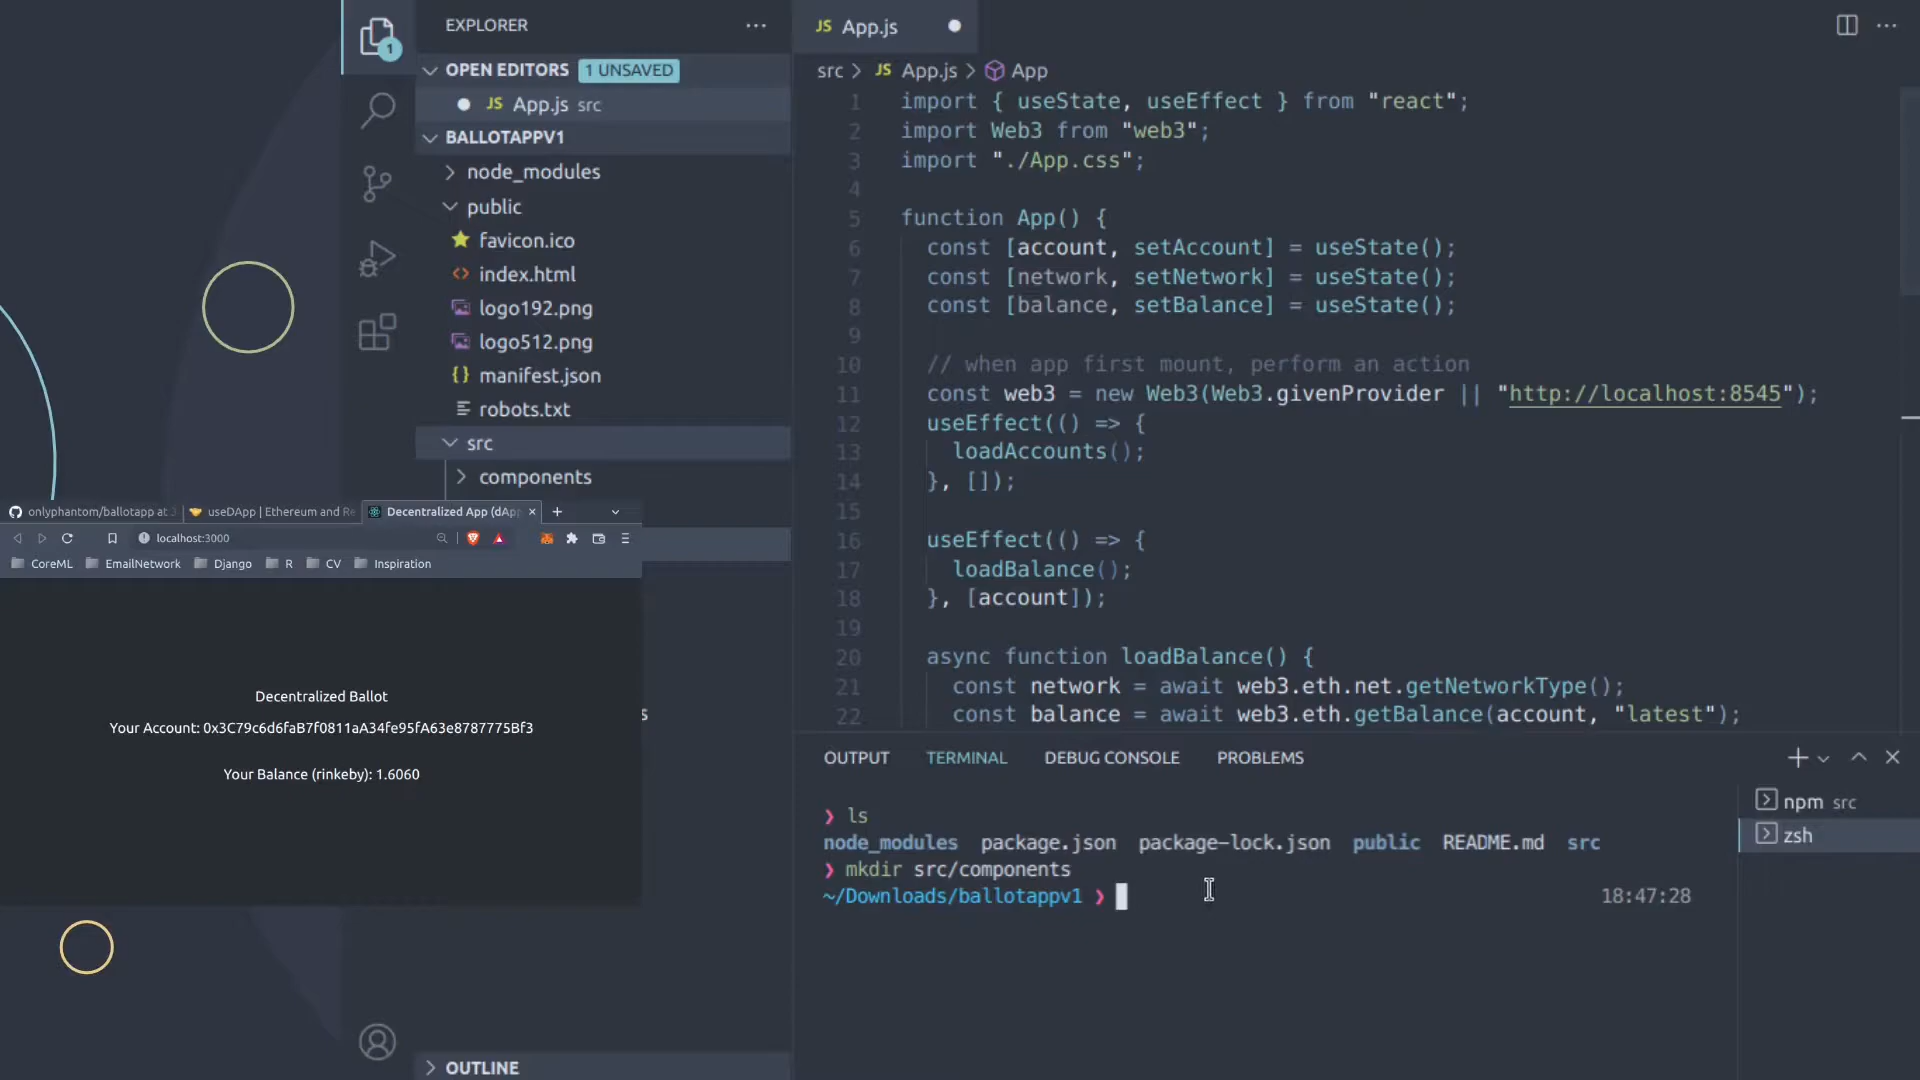 EXPLORER
OPEN EDITORS 1 UNSAVED
JS App.js src
BALLOTAPPV1
node_modules
public
favicon.ico
index.html
logo192.png
logo512.png
manifest.json
robots.txt
src
components
OUTLINE
1
JS App.js
src > JS App.js > App
1 import { useState, useEffect } from "react";
2 import Web3 from "web3";
3 import "./App.css";
4
5 function App() {
6 const [account, setAccount] = useState();
7 const [network, setNetwork] = useState();
8 const [balance, setBalance] = useState();
9
10 // when app first mount, perform an action
11 const web3 = new Web3(Web3.givenProvider || "http://localhost:8545");
12 useEffect(() => {
13 loadAccounts();
14 }, []);
15
16 useEffect(() => {
17 loadBalance();
18 }, [account]);
19
20 async function loadBalance() {
21 const network = await web3.eth.net.getNetworkType();
22 const balance = await web3.eth.getBalance(account, "latest");
OUTPUT TERMINAL DEBUG CONSOLE PROBLEMS
❯ ls
node_modules package.json package-lock.json public README.md src
❯ mkdir src/components
~/Downloads/ballotappv1 ❯ 18:47:28
npm src
zsh
onlyphantom/ballotapp at
useDApp | Ethereum and Re
Decentralized App (dApp
localhost:3000
CoreML EmailNetwork Django R CV Inspiration
Decentralized Ballot
Your Account: 0x3C79c6d6faB7f0811aA34fe95fA63e8787775Bf3
Your Balance (rinkeby): 1.6060